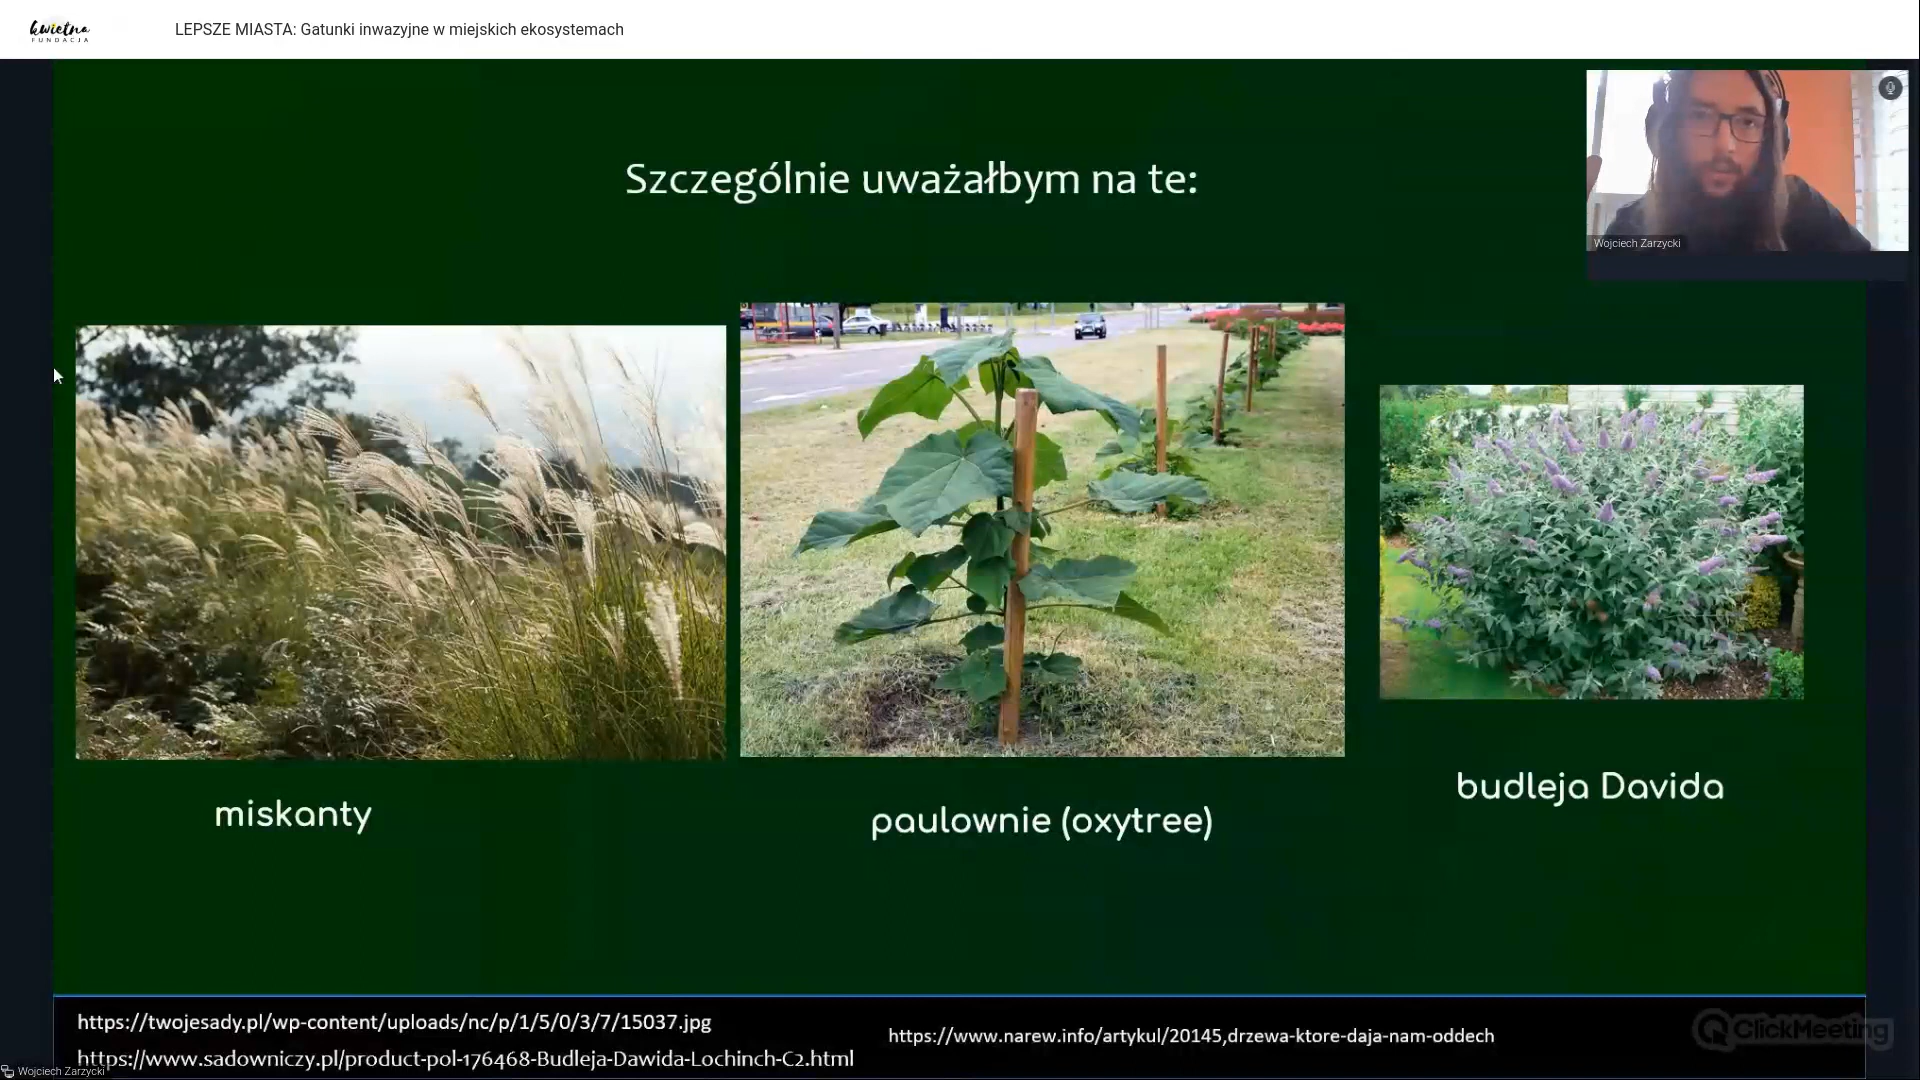 kwietna
FUNDACJA
LEPSZE MIASTA: Gatunki inwazyjne w miejskich ekosystemach
Szczególnie uważałbym na te:
Wojciech Zarzycki
miskanty
paulownie (oxytree)
budleja Davida
https://twojesady.pl/wp-content/uploads/nc/p/1/5/0/3/7/15037.jpg
https://www.narew.info/artykul/20145,drzewa-ktore-daja-nam-oddech
https://www.sadowniczy.pl/product-pol-176468-Budleja-Dawida-Lochinch-C2.html
ClickMeeting
Wojciech Zarzycki